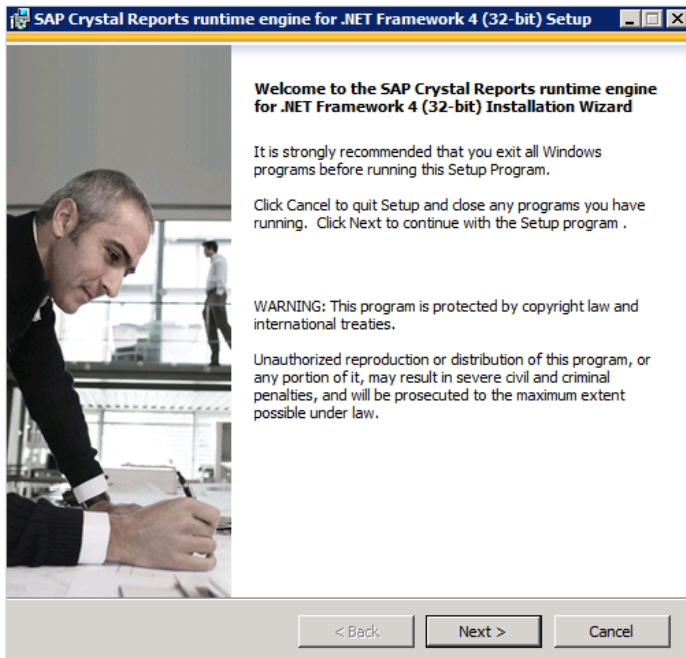 SAP Crystal Reports runtime engine for .NET Framework 4 (32-bit) Setup
Welcome to the SAP Crystal Reports runtime engine
for .NET Framework 4 (32-bit) Installation Wizard
It is strongly recommended that you exit all Windows
programs before running this Setup Program.
Click Cancel to quit Setup and close any programs you have
running.  Click Next to continue with the Setup program .
WARNING: This program is protected by copyright law and
international treaties.
Unauthorized reproduction or distribution of this program, or
any portion of it, may result in severe civil and criminal
penalties, and will be prosecuted to the maximum extent
possible under law.
< Back
Next >
Cancel